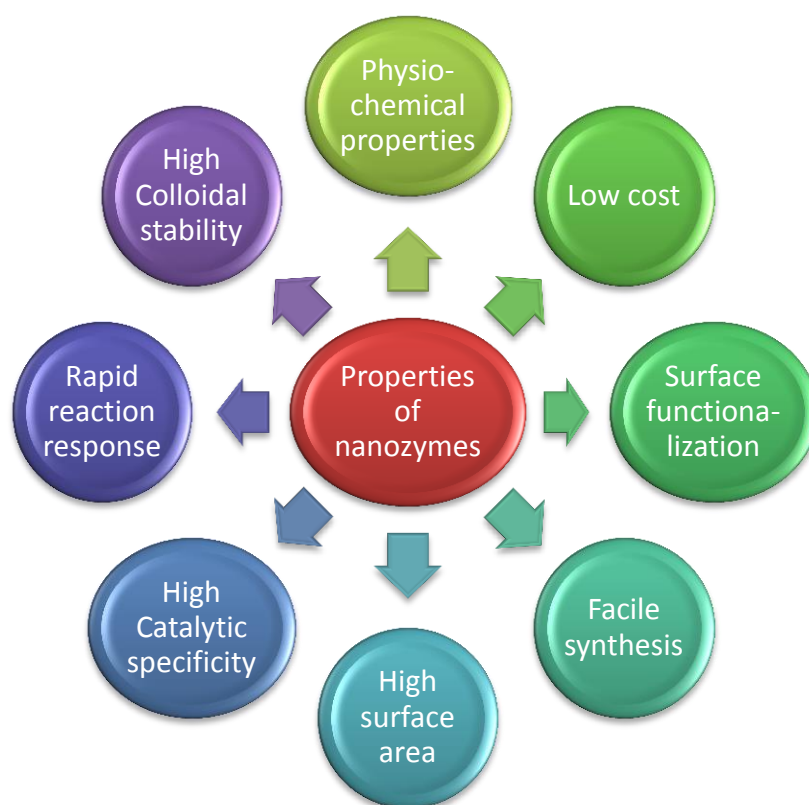 Physio-
chemical
properties
Low cost
Surface
functiona-
lization
Facile
synthesis
High
surface
area
High
Catalytic
specificity
Rapid
reaction
response
High
Colloidal
stability
Properties
of
nanozymes